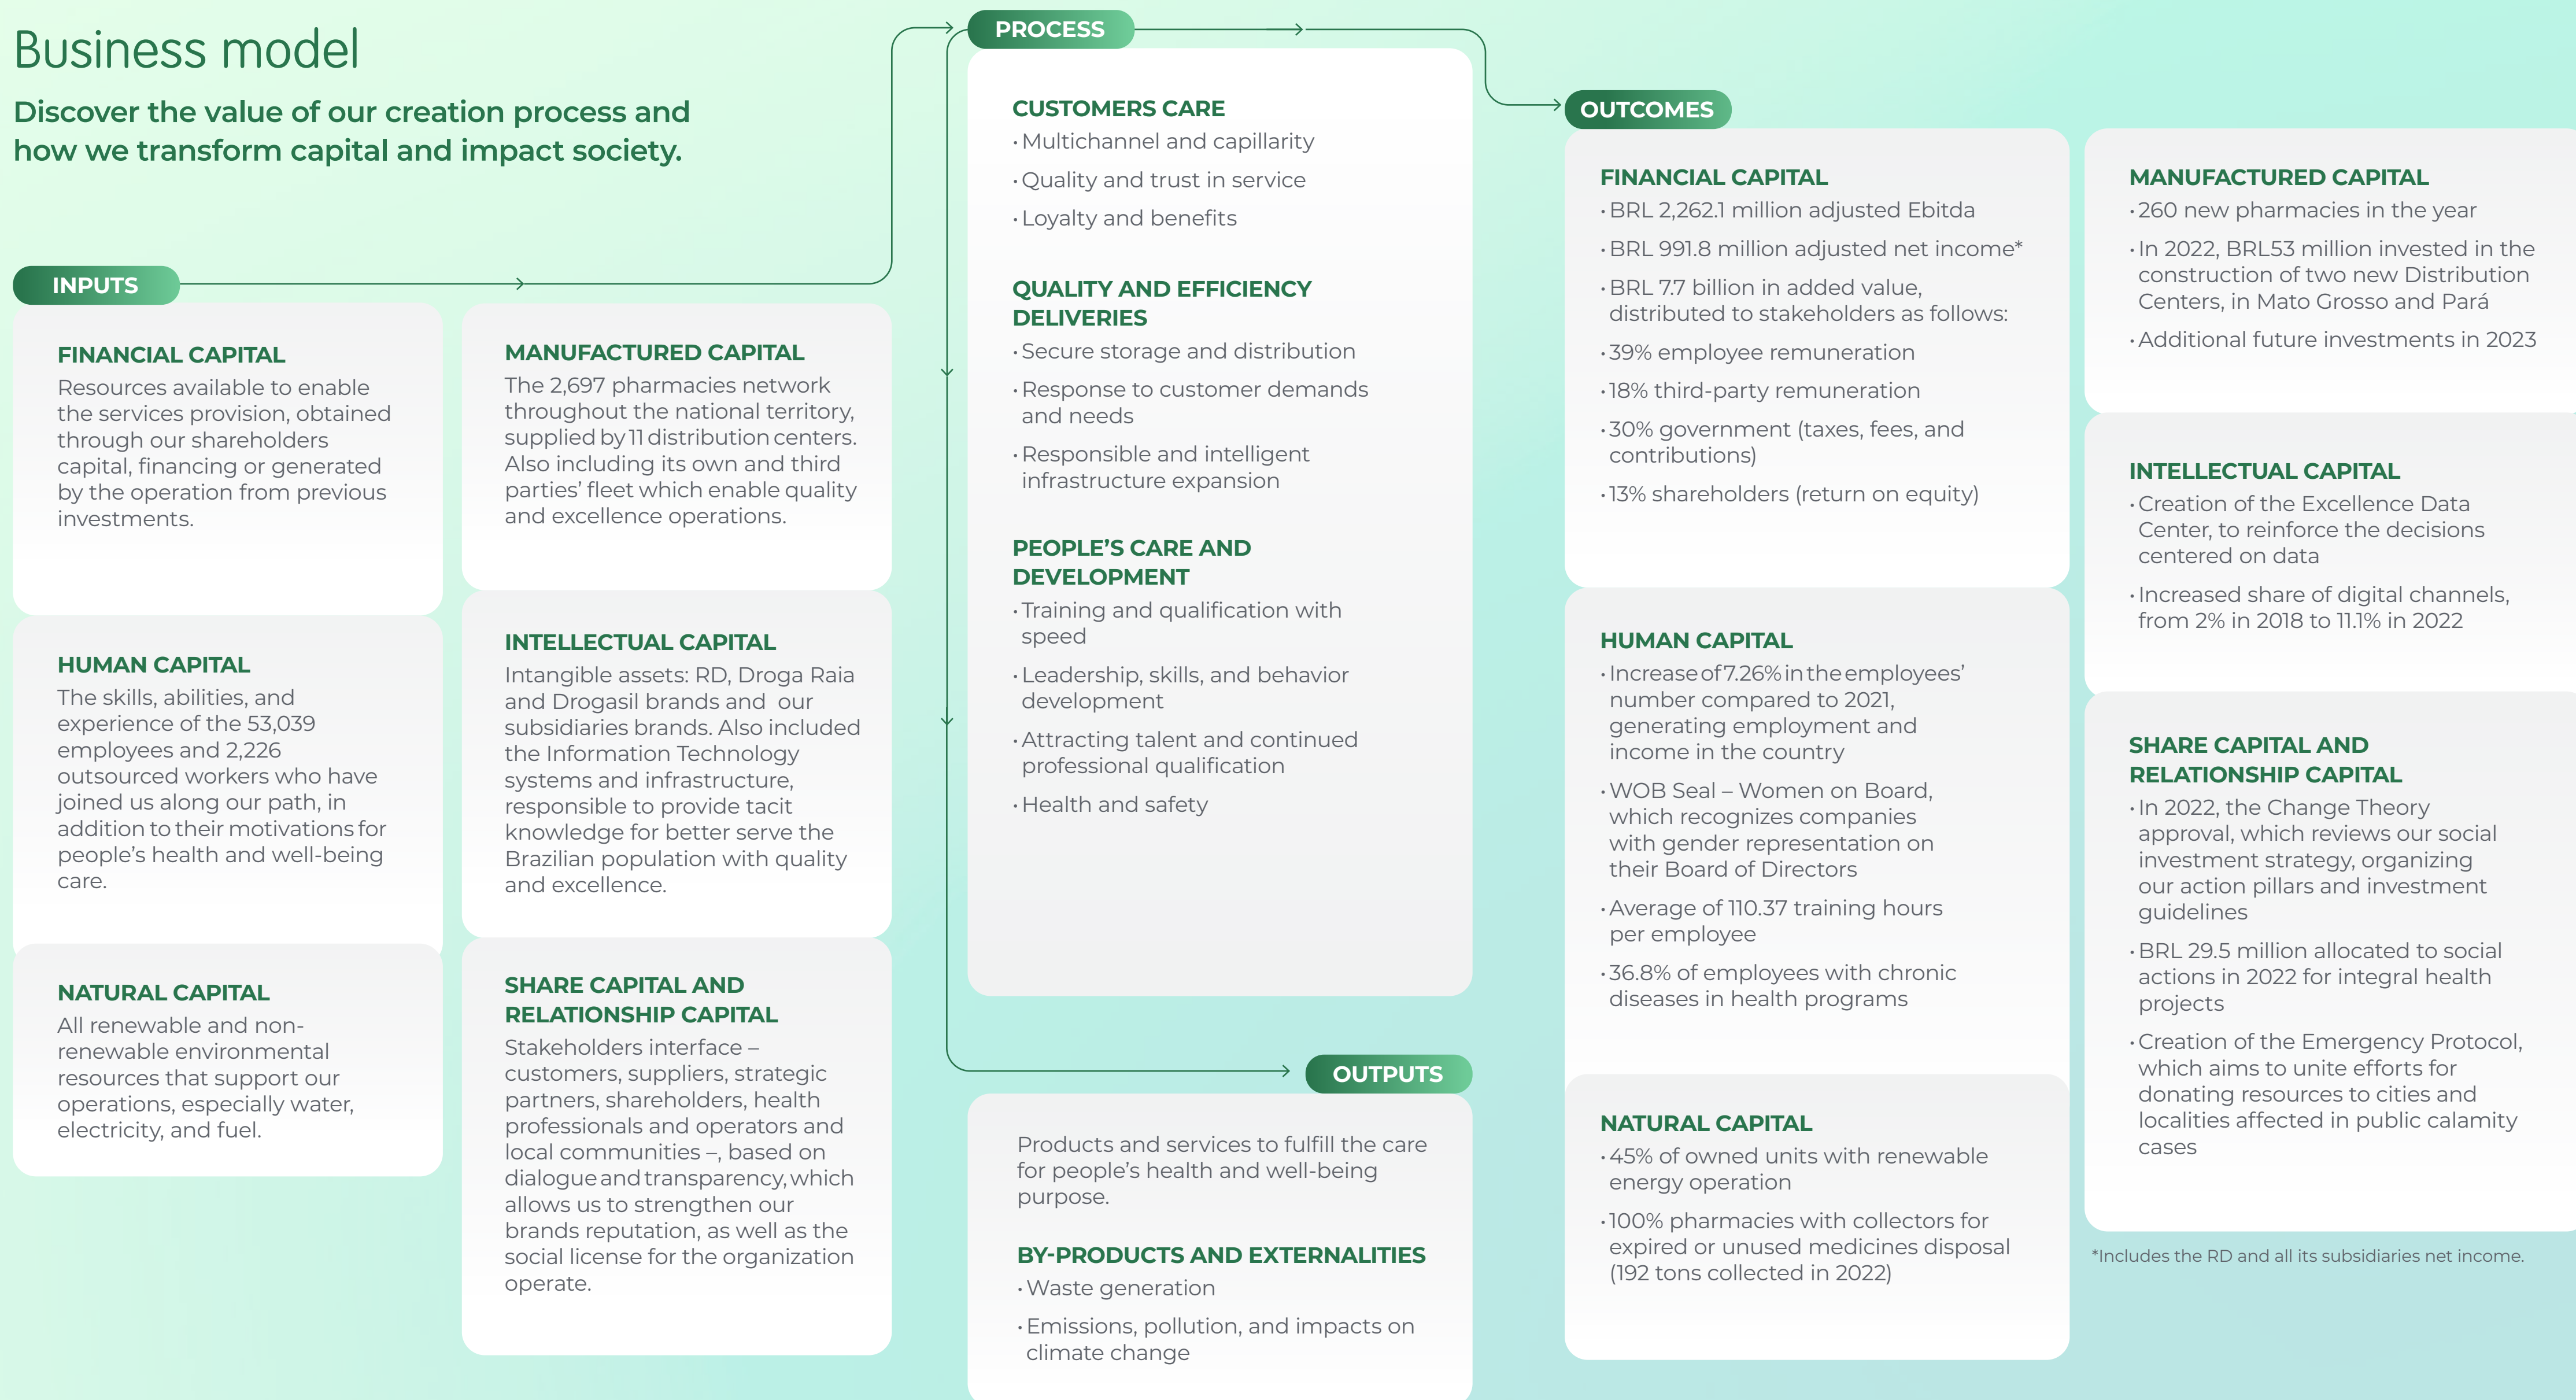 Business model
Discover the value of our creation process and
how we transform capital and impact society.
INPUTS
FINANCIAL CAPITAL
Resources available to enable
the services provision, obtained
through our shareholders
capital, financing or generated
by the operation from previous
investments.
HUMAN CAPITAL
The skills, abilities, and
experience of the 53,039
employees and 2,226
outsourced workers who have
joined us along our path, in
addition to their motivations for
people’s health and well-being
care.
NATURAL CAPITAL
All renewable and non-
renewable environmental
resources that support our
operations, especially water,
electricity, and fuel.
MANUFACTURED CAPITAL
The 2,697 pharmacies network
throughout the national territory,
supplied by 11 distribution centers.
Also including its own and third
parties’ fleet which enable quality
and excellence operations.
INTELLECTUAL CAPITAL
Intangible assets: RD, Droga Raia
and Drogasil brands and our
subsidiaries brands. Also included
the Information Technology
systems and infrastructure,
responsible to provide tacit
knowledge for better serve the
Brazilian population with quality
and excellence.
SHARE CAPITAL AND
RELATIONSHIP CAPITAL
Stakeholders interface –
customers, suppliers, strategic
partners, shareholders, health
professionals and operators and
local communities –, based on
dialogue and transparency, which
allows us to strengthen our
brands reputation, as well as the
social license for the organization
operate.
PROCESS
CUSTOMERS CARE
• Multichannel and capillarity
• Quality and trust in service
• Loyalty and benefits
QUALITY AND EFFICIENCY
DELIVERIES
• Secure storage and distribution
• Response to customer demands
and needs
• Responsible and intelligent
infrastructure expansion
PEOPLE’S CARE AND
DEVELOPMENT
• Training and qualification with
speed
• Leadership, skills, and behavior
development
• Attracting talent and continued
professional qualification
• Health and safety
OUTPUTS
Products and services to fulfill the care
for people’s health and well-being
purpose.
BY-PRODUCTS AND EXTERNALITIES
• Waste generation
• Emissions, pollution, and impacts on
climate change
OUTCOMES
FINANCIAL CAPITAL
• BRL 2,262.1 million adjusted Ebitda
• BRL 991.8 million adjusted net income*
• BRL 7.7 billion in added value,
distributed to stakeholders as follows:
• 39% employee remuneration
• 18% third-party remuneration
• 30% government (taxes, fees, and
contributions)
• 13% shareholders (return on equity)
HUMAN CAPITAL
• Increase of 7.26% in the employees’
number compared to 2021,
generating employment and
income in the country
• WOB Seal – Women on Board,
which recognizes companies
with gender representation on
their Board of Directors
• Average of 110.37 training hours
per employee
• 36.8% of employees with chronic
diseases in health programs
NATURAL CAPITAL
• 45% of owned units with renewable
energy operation
• 100% pharmacies with collectors for
expired or unused medicines disposal
(192 tons collected in 2022)
MANUFACTURED CAPITAL
• 260 new pharmacies in the year
• In 2022, BRL53 million invested in the
construction of two new Distribution
Centers, in Mato Grosso and Pará
• Additional future investments in 2023
INTELLECTUAL CAPITAL
• Creation of the Excellence Data
Center, to reinforce the decisions
centered on data
• Increased share of digital channels,
from 2% in 2018 to 11.1% in 2022
SHARE CAPITAL AND
RELATIONSHIP CAPITAL
• In 2022, the Change Theory
approval, which reviews our social
investment strategy, organizing
our action pillars and investment
guidelines
• BRL 29.5 million allocated to social
actions in 2022 for integral health
projects
• Creation of the Emergency Protocol,
which aims to unite efforts for
donating resources to cities and
localities affected in public calamity
cases
*Includes the RD and all its subsidiaries net income.